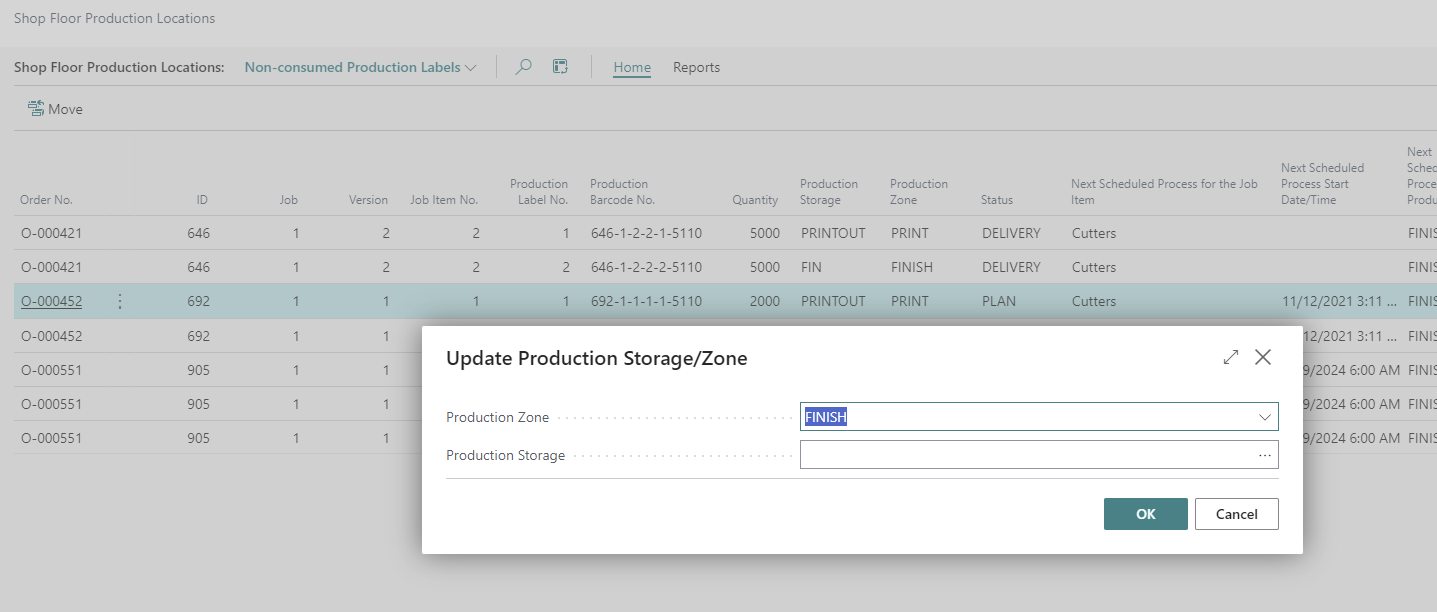 Shop Floor Production Locations
Shop Floor Production Locations: Non-consumed Production Labels Home Reports
Move
Order No. ID Job Version Job Item No. Production Label No. Production Barcode No. Quantity Production Storage Production Zone Status Next Scheduled Process for the Job Item Next Scheduled Process Start Date/Time Next Sched Proce Produ
O-000421 646 1 2 2 1 646-1-2-2-1-5110 5000 PRINTOUT PRINT DELIVERY Cutters FINIS
O-000421 646 1 2 2 2 646-1-2-2-1-5110 5000 FIN FINISH DELIVERY Cutters FINIS
O-000452 692 1 1 1 1 692-1-1-1-1-5110 2000 PRINTOUT PRINT PLAN Cutters 11/12/2021 3:11 ... FINIS
O-000452 692 1 1 12/2021 3:11 ... FINIS
O-000551 905 1 1 9/2024 6:00 AM FINIS
O-000551 905 1 1 9/2024 6:00 AM FINIS
O-000551 905 1 1 9/2024 6:00 AM FINIS
Update Production Storage/Zone
Production Zone FINISH
Production Storage ...
OK Cancel